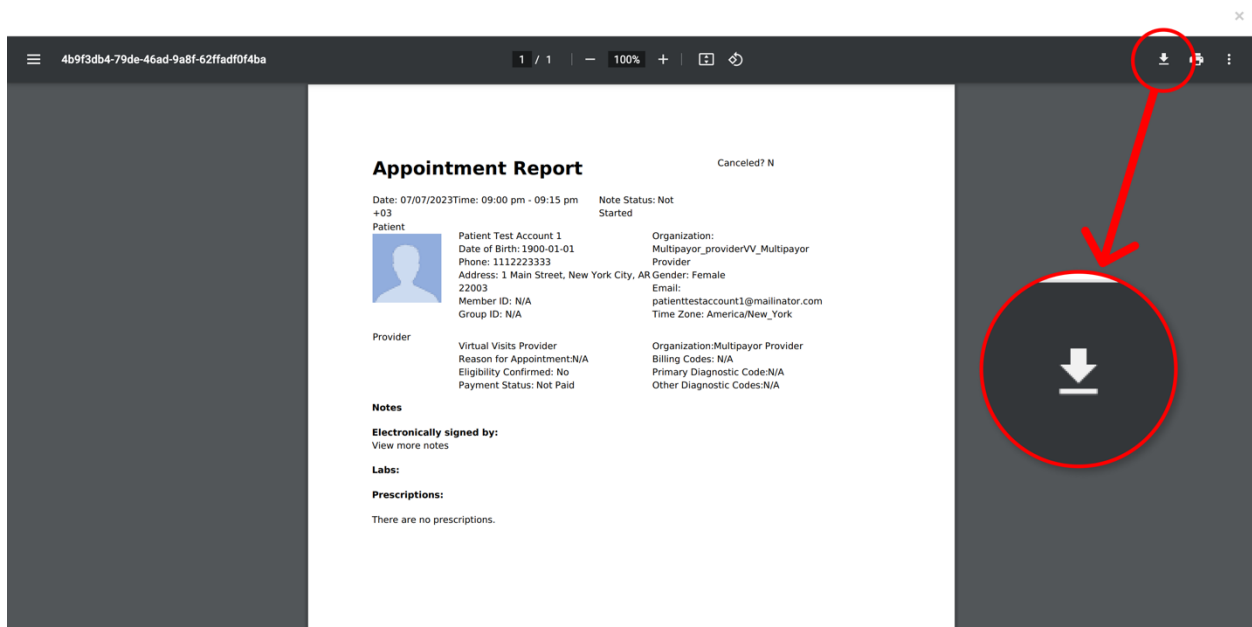 4b9f3db4-79de-46ad-9a8f-62ffadf0f4ba
1 / 1
100%
Appointment Report
Canceled? N
Date: 07/07/2023Time: 09:00 pm - 09:15 pm
+03
Note Status: Not
Started
Patient
Patient Test Account 1
Date of Birth: 1900-01-01
Phone: 1112223333
Address: 1 Main Street, New York City, AR
22003
Member ID: N/A
Group ID: N/A
Organization:
Multipayor_providerVV_Multipayor
Provider
Gender: Female
Email:
patienttestaccount1@mailinator.com
Time Zone: America/New_York
Provider
Virtual Visits Provider
Reason for Appointment:N/A
Eligibility Confirmed: No
Payment Status: Not Paid
Organization:Multipayor Provider
Billing Codes: N/A
Primary Diagnostic Code:N/A
Other Diagnostic Codes:N/A
Notes
Electronically signed by:
View more notes
Labs:
Prescriptions:
There are no prescriptions.